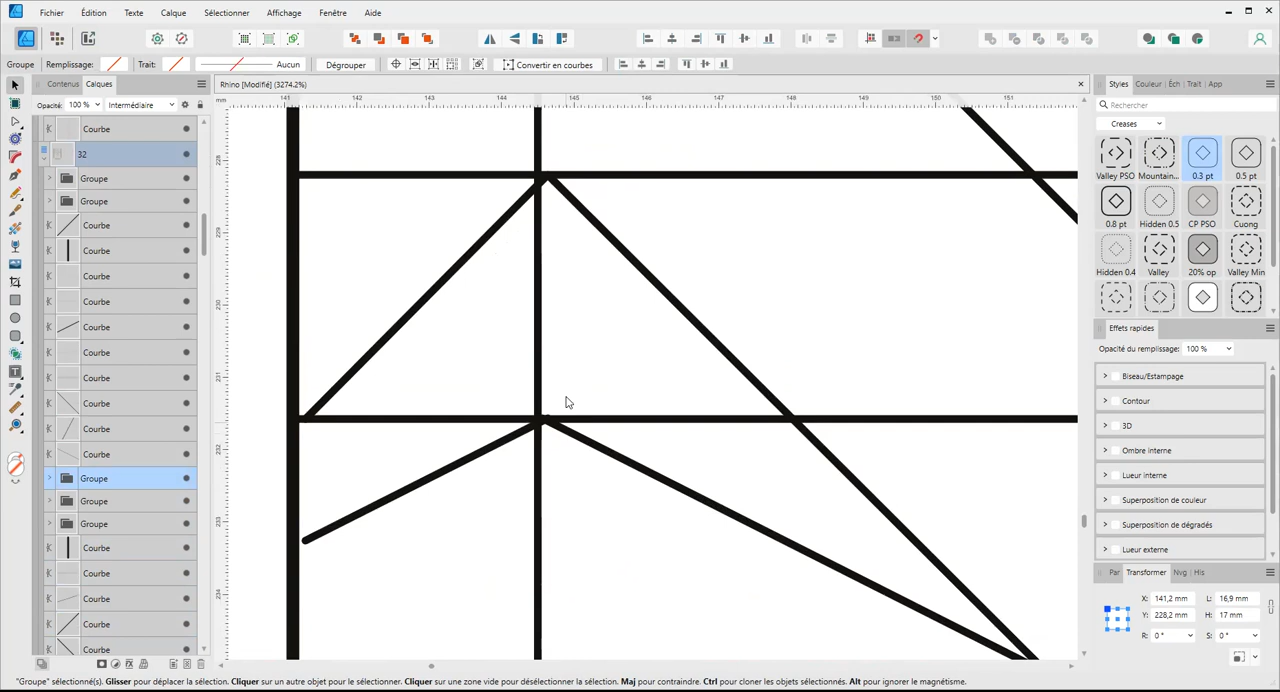 Fichier Édition Texte Calque Sélectionner Affichage Fenêtre Aide
Groupe Remplissage: Trait: Aucun Dégrouper Convertir en courbes
Contenus Calques
Rhino [Modifié] (3274.2%)
Styles Couleur Éch Trait App
Opacité: 100 % Intermédiaire
mm 141 142 143 144 145 146 147 148 149 150 151
Rechercher
Creases
Courbe
32
Groupe
Groupe
Courbe
Courbe
Courbe
Courbe
Courbe
Courbe
Courbe
Courbe
Courbe
Courbe
Groupe
Groupe
Groupe
Courbe
Courbe
Courbe
Courbe
Courbe
228
229
230
231
232
233
234
Valley PSO Mountain... 0.3 pt 0.5 pt
0.8 pt Hidden 0.5 CP PSO Cuong
Hidden 0.4 Valley 20% op Valley Min
Effets rapides
Opacité du remplissage: 100 %
Biseau/Estampage
Contour
3D
Ombre interne
Lueur interne
Superposition de couleur
Superposition de dégradés
Lueur externe
Par Transformer Nvg His
X: 141,2 mm L: 16,9 mm
Y: 228,2 mm H: 17 mm
R: 0 ° S: 0 °
"Groupe" sélectionné(s). Glisser pour déplacer la sélection. Cliquer sur un autre objet pour le sélectionner. Cliquer sur une zone vide pour désélectionner la sélection. Maj pour contraindre. Ctrl pour cloner les objets sélectionnés. Alt pour ignorer le magnétisme.